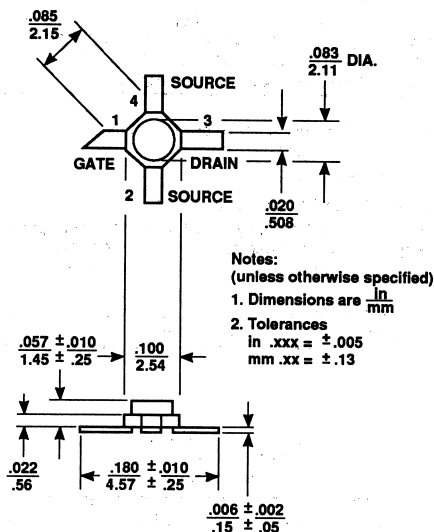 .085
2.15
SOURCE
4
.083
2.11
DIA.
1
3
GATE
DRAIN
2
SOURCE
.020
.508
Notes:
(unless otherwise specified)
1. Dimensions are in/mm
2. Tolerances
in .xxx = ±.005
mm .xx = ±.13
.057 ±.010
1.45 ±.25
.100
2.54
.022
.56
.180 ±.010
4.57 ±.25
.006 ±.002
.15 ±.05